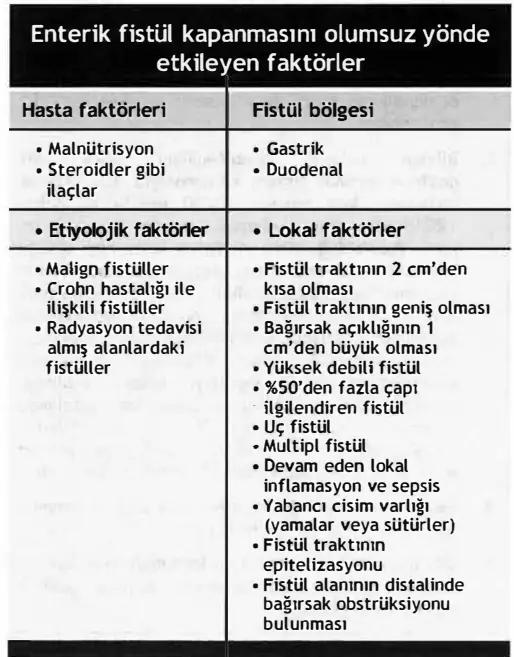 Enterik fistül kapanmasını olumsuz yönde
etkileyen faktörler
Hasta faktörleri
• Malnütrisyon
• Steroidler gibi
ilaçlar
Fistül bölgesi
• Gastrik
• Duodenal
• Etiyolojik faktörler
• Malign fistüller
• Crohn hastalığı ile
ilişkili fistüller
• Radyasyon tedavisi
almış alanlardaki
fistüller
• Lokal faktörler
• Fistül traktının 2 cm'den
kısa olması
• Fistül traktının geniş olması
• Bağırsak açıklığının 1
cm'den büyük olması
• Yüksek debili fistül
• %50'den fazla çapı
ilgilendiren fistül
• Uç fistül
• Multipl fistül
• Devam eden lokal
inflamasyon ve sepsis
• Yabancı cisim varlığı
(yamalar veya sütürler)
• Fistül traktının
epitelizasyonu
• Fistül alanının distalinde
bağırsak obstrüksiyonu
bulunması